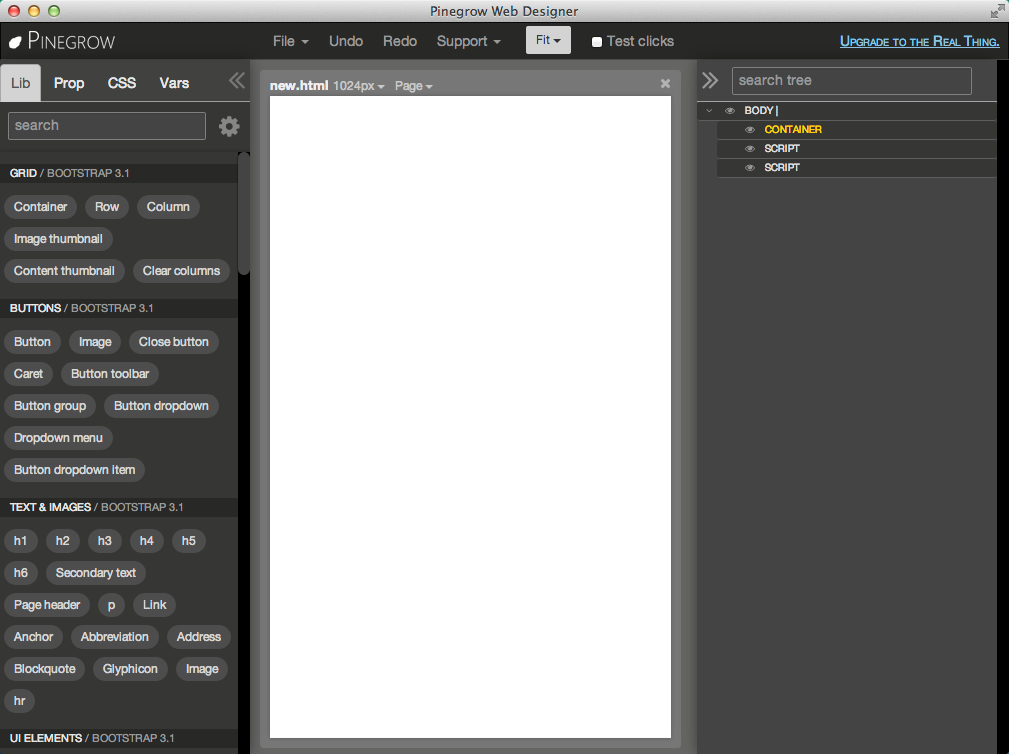 Pinegrow Web Designer
Pinegrow File Undo Redo Support Fit Test clicks Upgrade to the Real Thing.
Lib Prop CSS Vars
search
GRID / BOOTSTRAP 3.1
Container Row Column
Image thumbnail
Content thumbnail Clear columns
BUTTONS / BOOTSTRAP 3.1
Button Image Close button
Caret Button toolbar
Button group Button dropdown
Dropdown menu
Button dropdown item
TEXT & IMAGES / BOOTSTRAP 3.1
h1 h2 h3 h4 h5
h6 Secondary text
Page header p Link
Anchor Abbreviation Address
Blockquote Glyphicon Image
hr
UI ELEMENTS / BOOTSTRAP 3.1
new.html 1024px Page
search tree
BODY |
CONTAINER
SCRIPT
SCRIPT